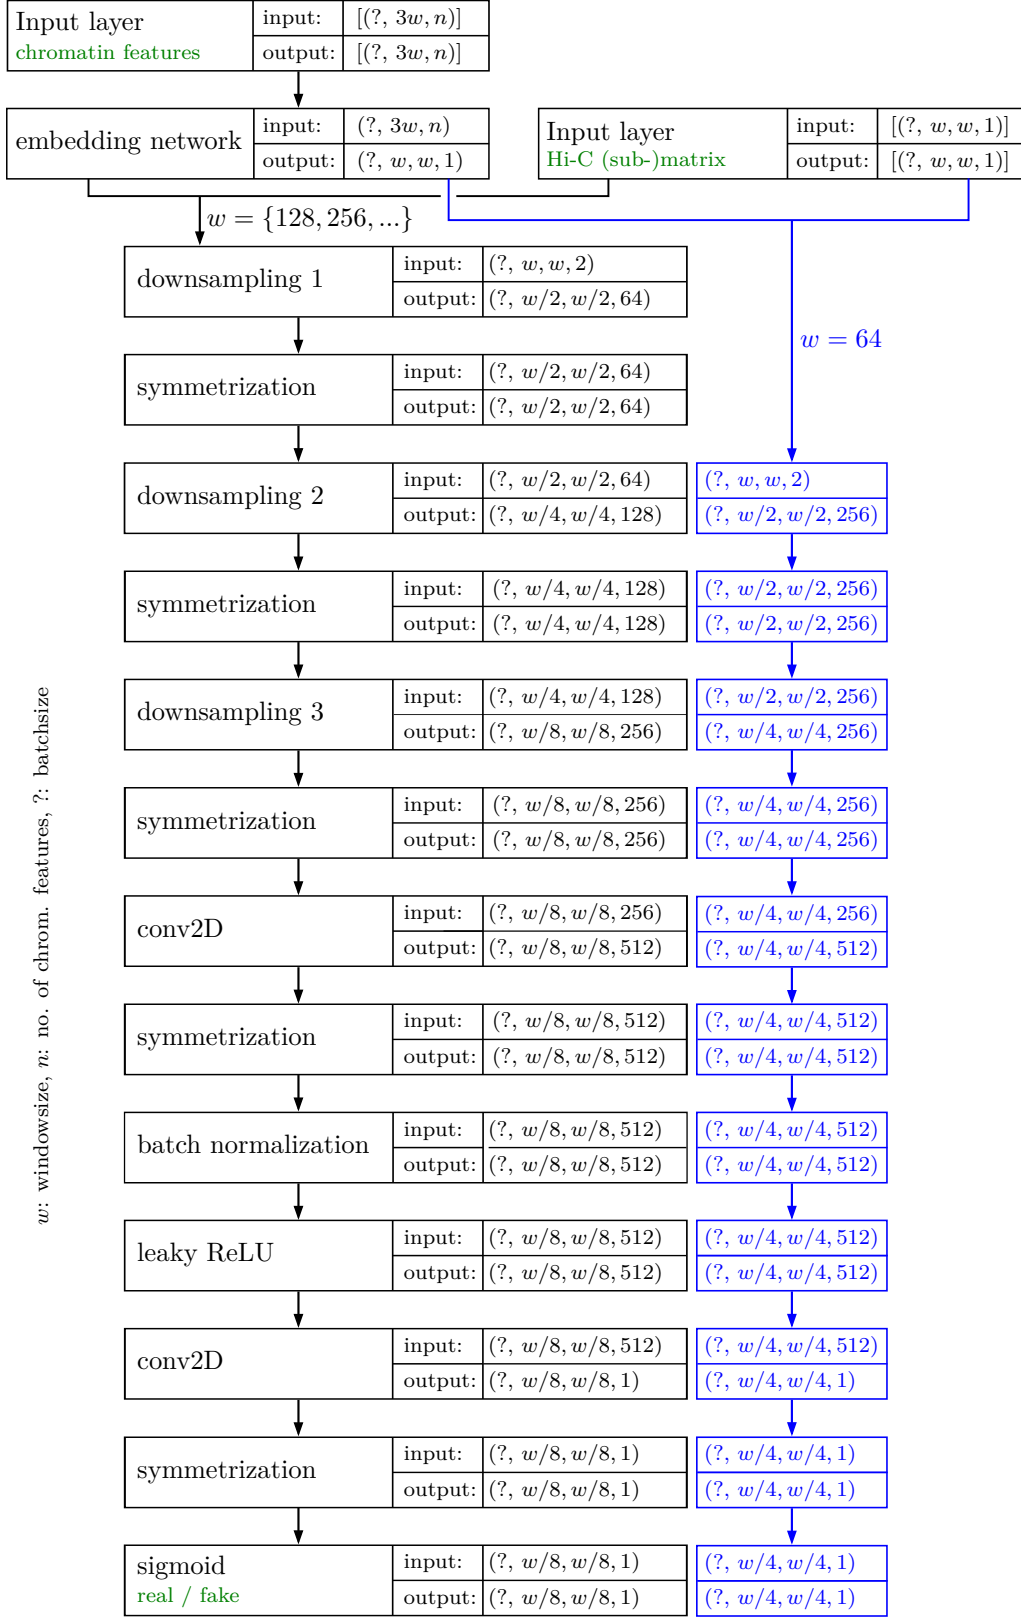 Input layer
chromatin features
input: [(?, 3w, n)]
output: [(?, 3w, n)]
embedding network
input: (?, 3w, n)
output: (?, w, w, 1)
Input layer
Hi-C (sub-)matrix
input: [(?, w, w, 1)]
output: [(?, w, w, 1)]
w = {128, 256, ...}
w = 64
downsampling 1
input: (?, w, w, 2)
output: (?, w/2, w/2, 64)
symmetrization
input: (?, w/2, w/2, 64)
output: (?, w/2, w/2, 64)
downsampling 2
input: (?, w/2, w/2, 64) (?, w, w, 2)
output: (?, w/4, w/4, 128) (?, w/2, w/2, 256)
symmetrization
input: (?, w/4, w/4, 128) (?, w/2, w/2, 256)
output: (?, w/4, w/4, 128) (?, w/2, w/2, 256)
downsampling 3
input: (?, w/4, w/4, 128) (?, w/2, w/2, 256)
output: (?, w/8, w/8, 256) (?, w/4, w/4, 256)
symmetrization
input: (?, w/8, w/8, 256) (?, w/4, w/4, 256)
output: (?, w/8, w/8, 256) (?, w/4, w/4, 256)
conv2D
input: (?, w/8, w/8, 256) (?, w/4, w/4, 256)
output: (?, w/8, w/8, 512) (?, w/4, w/4, 512)
symmetrization
input: (?, w/8, w/8, 512) (?, w/4, w/4, 512)
output: (?, w/8, w/8, 512) (?, w/4, w/4, 512)
batch normalization
input: (?, w/8, w/8, 512) (?, w/4, w/4, 512)
output: (?, w/8, w/8, 512) (?, w/4, w/4, 512)
leaky ReLU
input: (?, w/8, w/8, 512) (?, w/4, w/4, 512)
output: (?, w/8, w/8, 512) (?, w/4, w/4, 512)
conv2D
input: (?, w/8, w/8, 512) (?, w/4, w/4, 512)
output: (?, w/8, w/8, 1) (?, w/4, w/4, 1)
symmetrization
input: (?, w/8, w/8, 1) (?, w/4, w/4, 1)
output: (?, w/8, w/8, 1) (?, w/4, w/4, 1)
sigmoid
real / fake
input: (?, w/8, w/8, 1) (?, w/4, w/4, 1)
output: (?, w/8, w/8, 1) (?, w/4, w/4, 1)
w: windowsize, n: no. of chrom. features, ?: batchsize